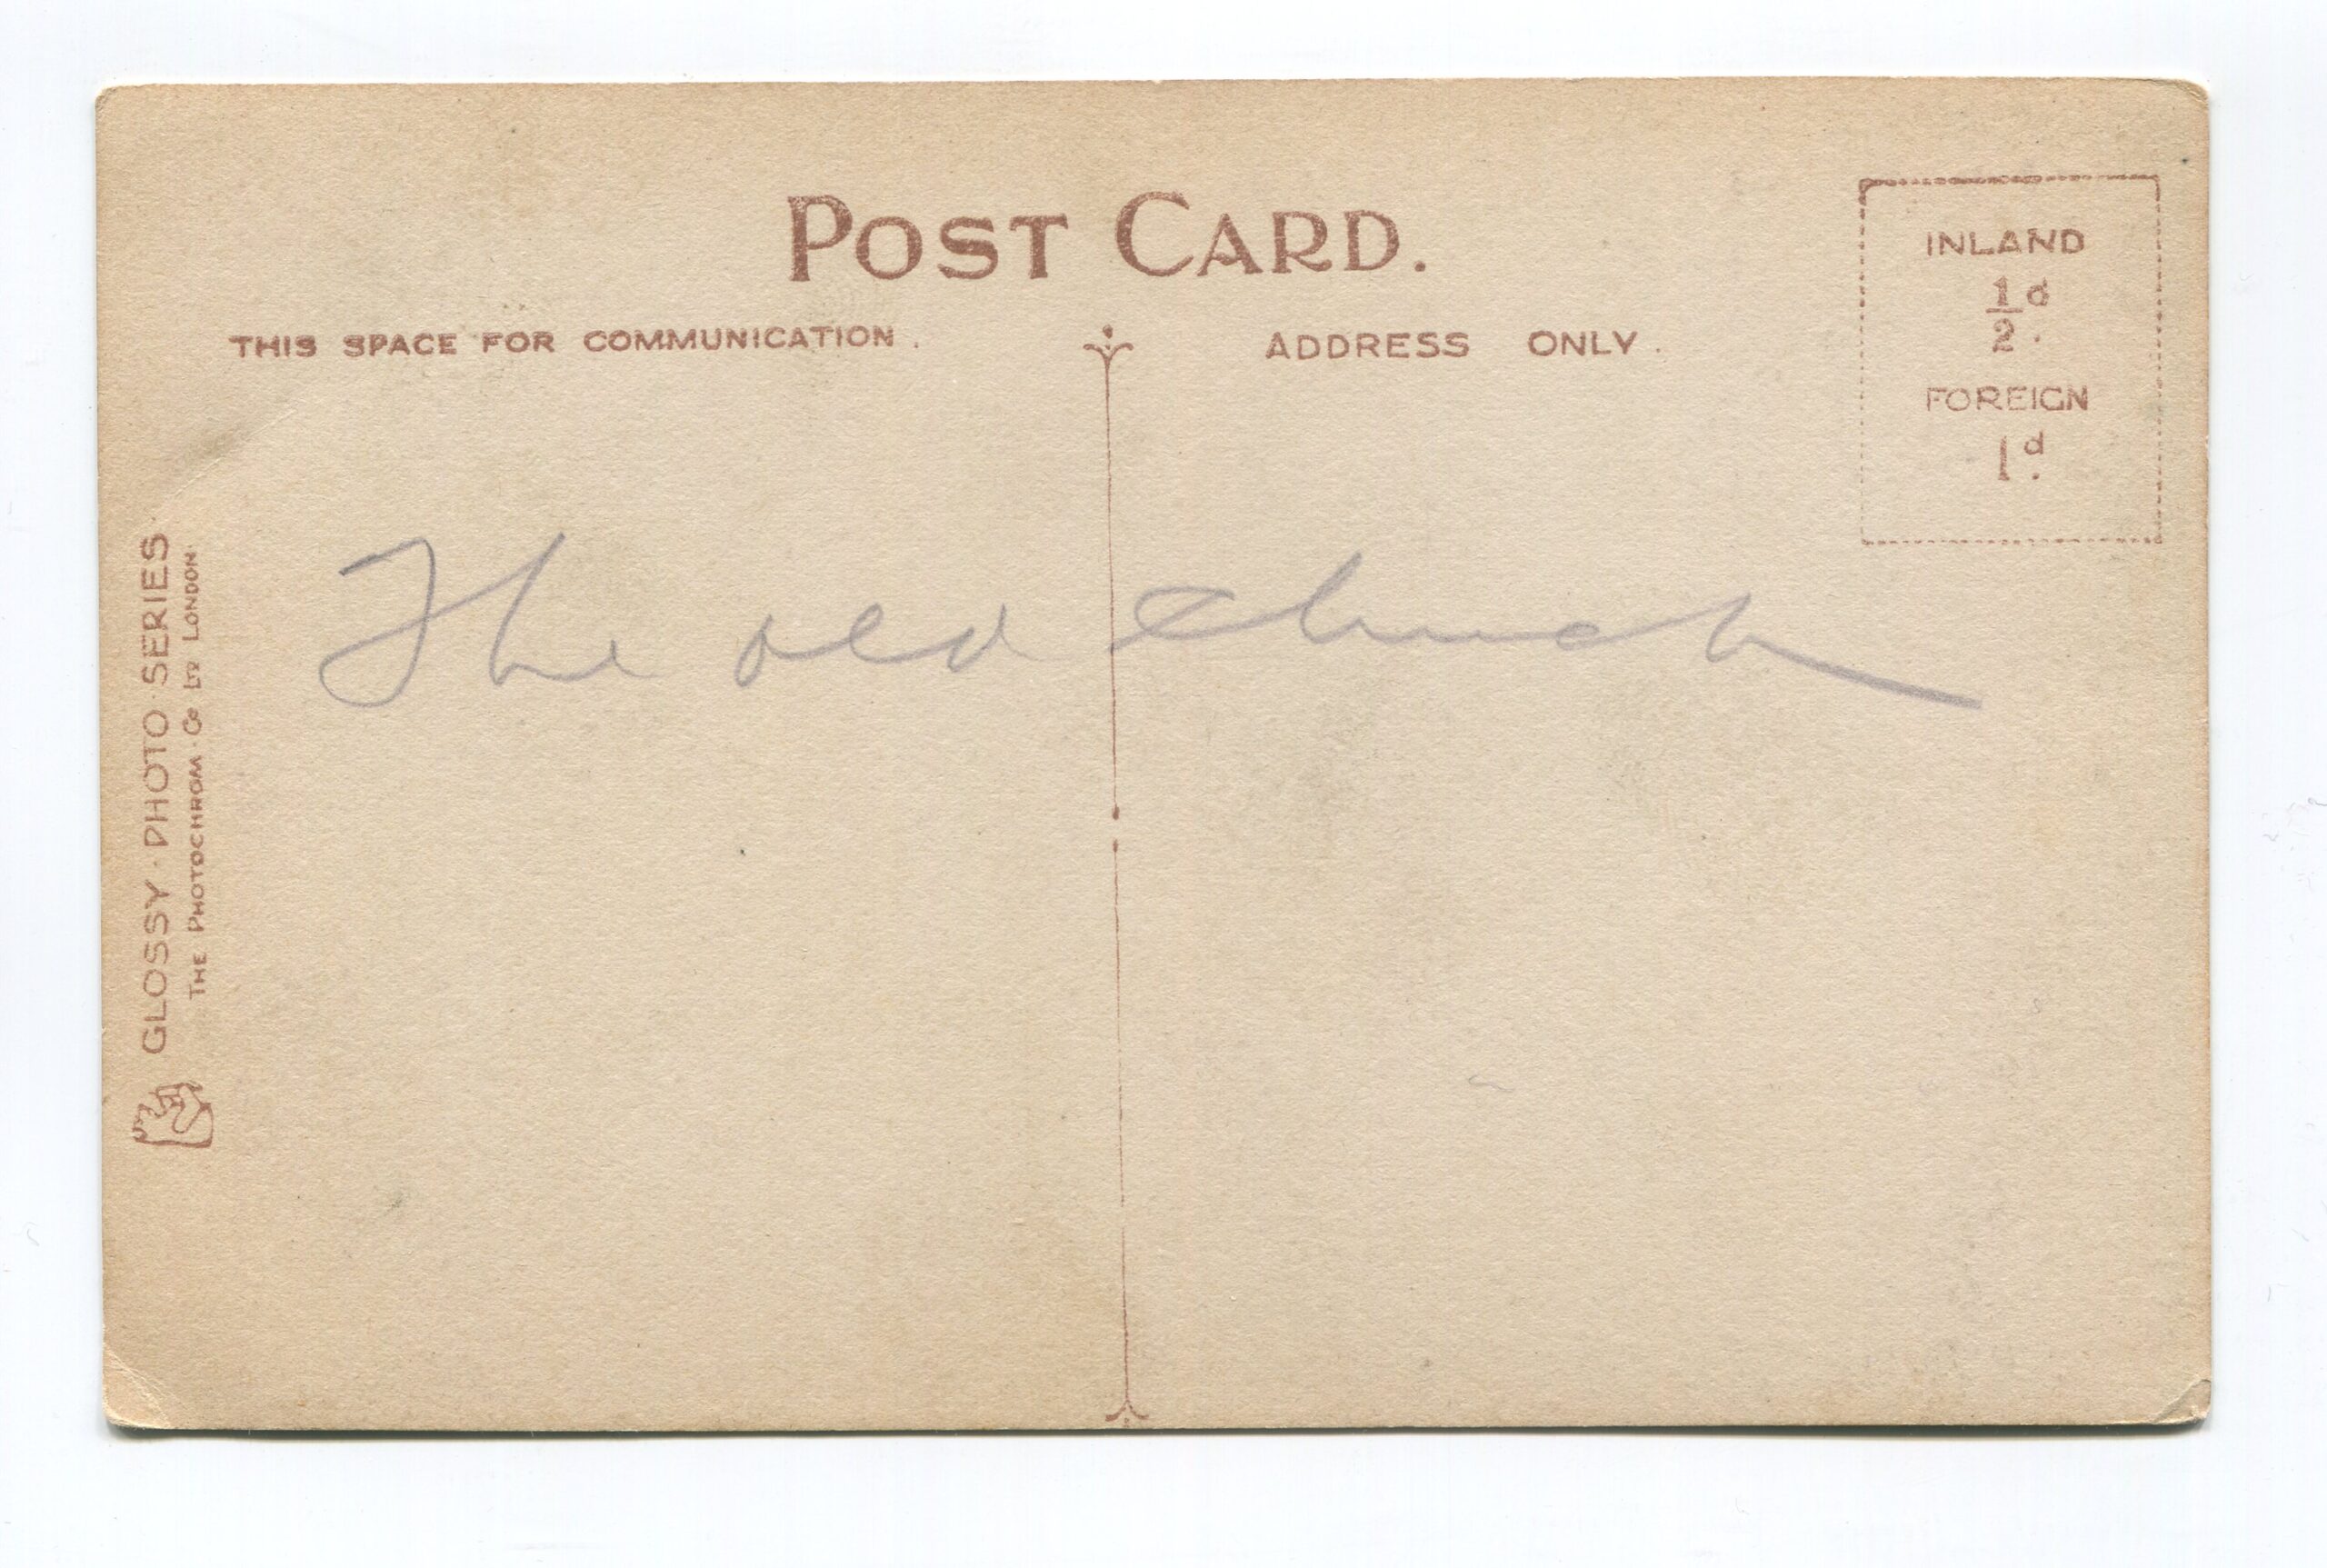 POST CARD.
THIS SPACE FOR COMMUNICATION.
ADDRESS ONLY.
INLAND
1/2d.
FOREIGN
1d.
The old church
GLOSSY · PHOTO · SERIES ·
THE PHOTOCHROM · Co LTD LONDON ·